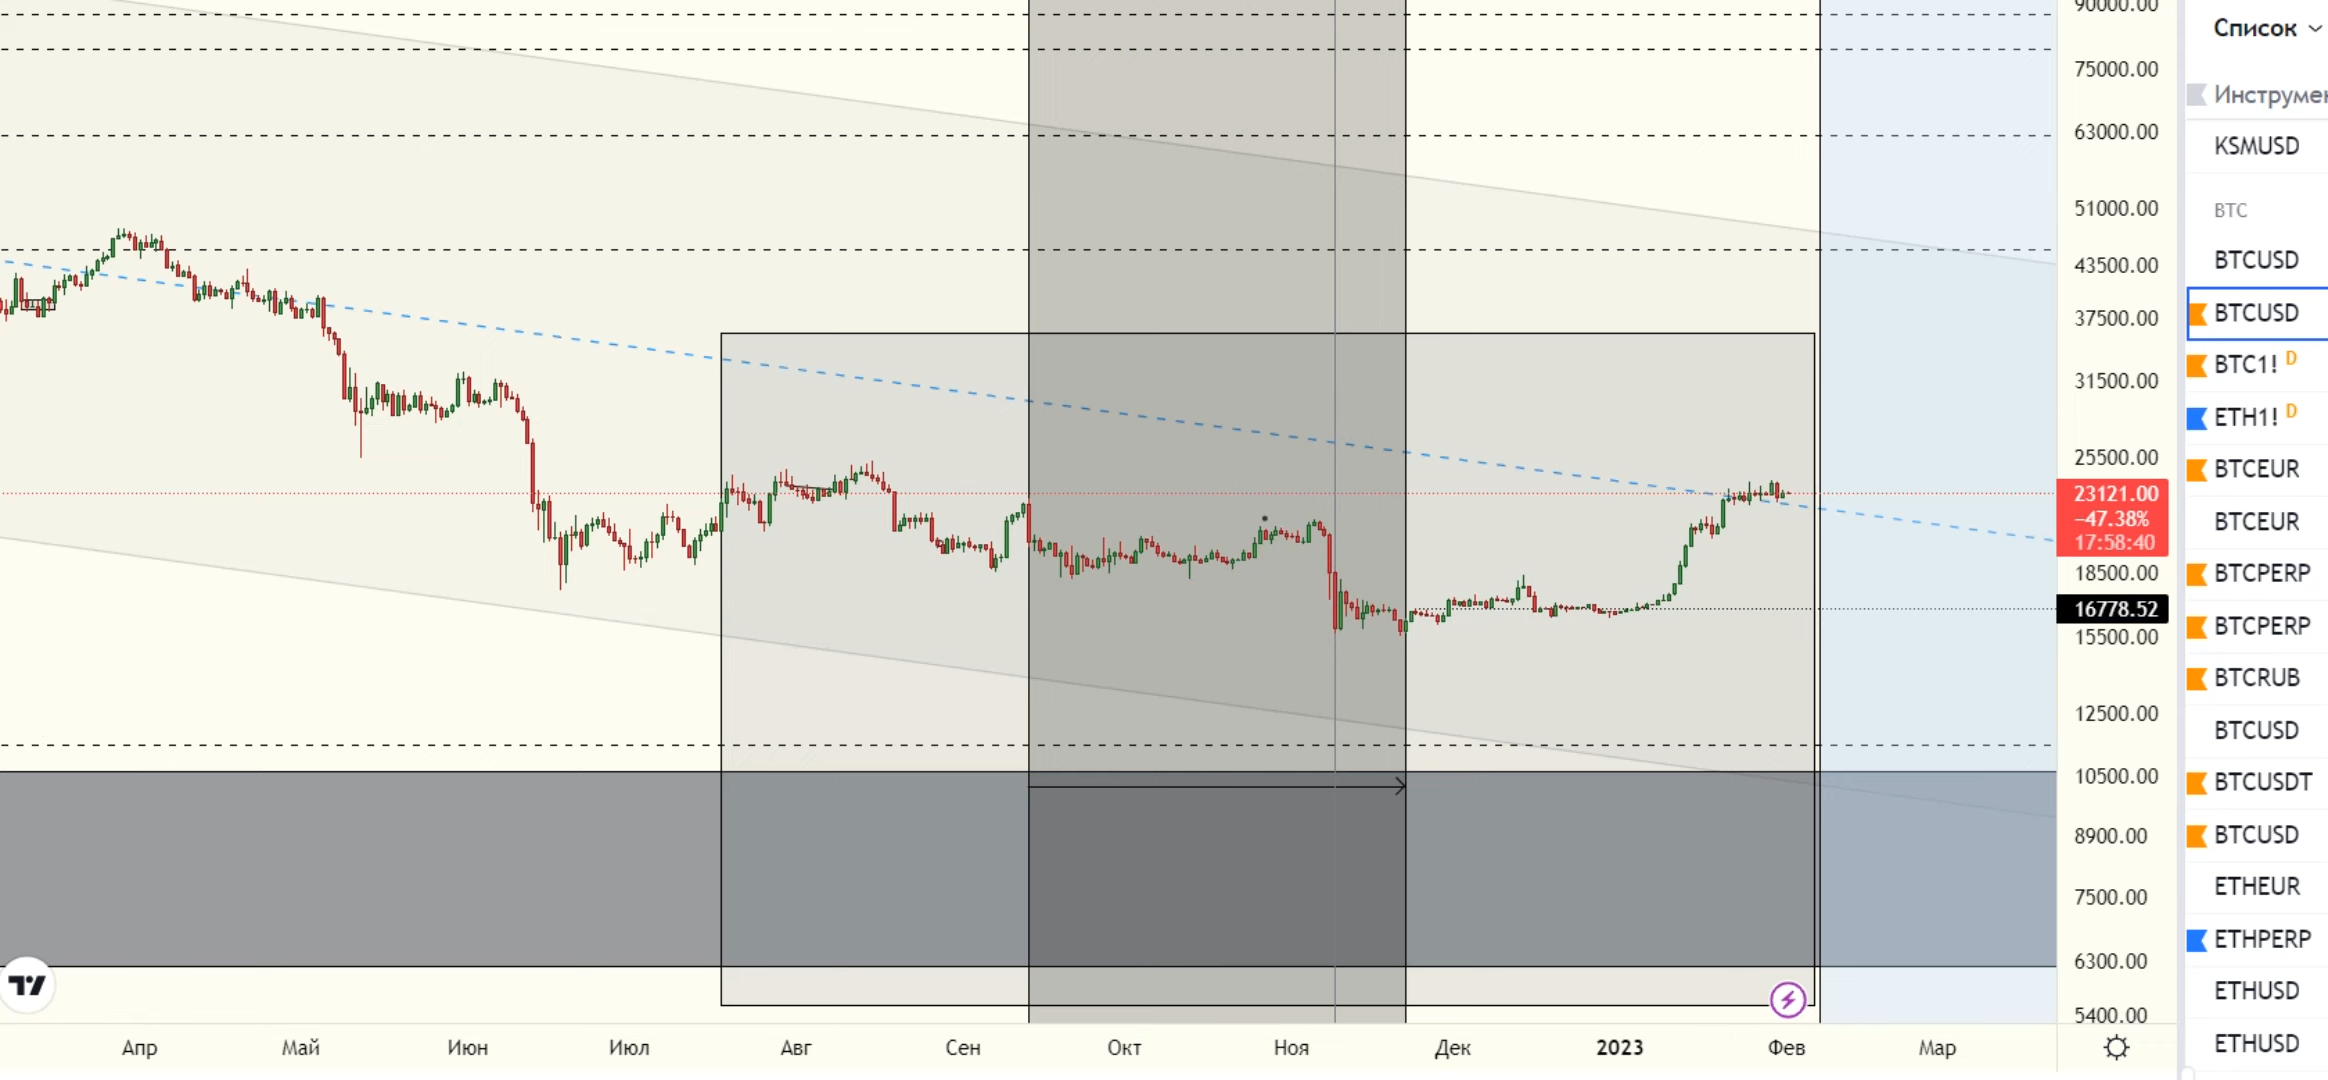 90000.00
75000.00
63000.00
51000.00
43500.00
37500.00
31500.00
25500.00
23121.00
−47.38%
17:58:40
18500.00
16778.52
15500.00
12500.00
10500.00
8900.00
7500.00
6300.00
5400.00
Апр Май Июн Июл Авг Сен Окт Ноя Дек 2023 Фев Мар
Список
Инструмен
KSMUSD
BTC
BTCUSD
BTCUSD
BTC1! D
ETH1! D
BTCEUR
BTCEUR
BTCPERP
BTCPERP
BTCRUB
BTCUSD
BTCUSDT
BTCUSD
ETHEUR
ETHPERP
ETHUSD
ETHUSD